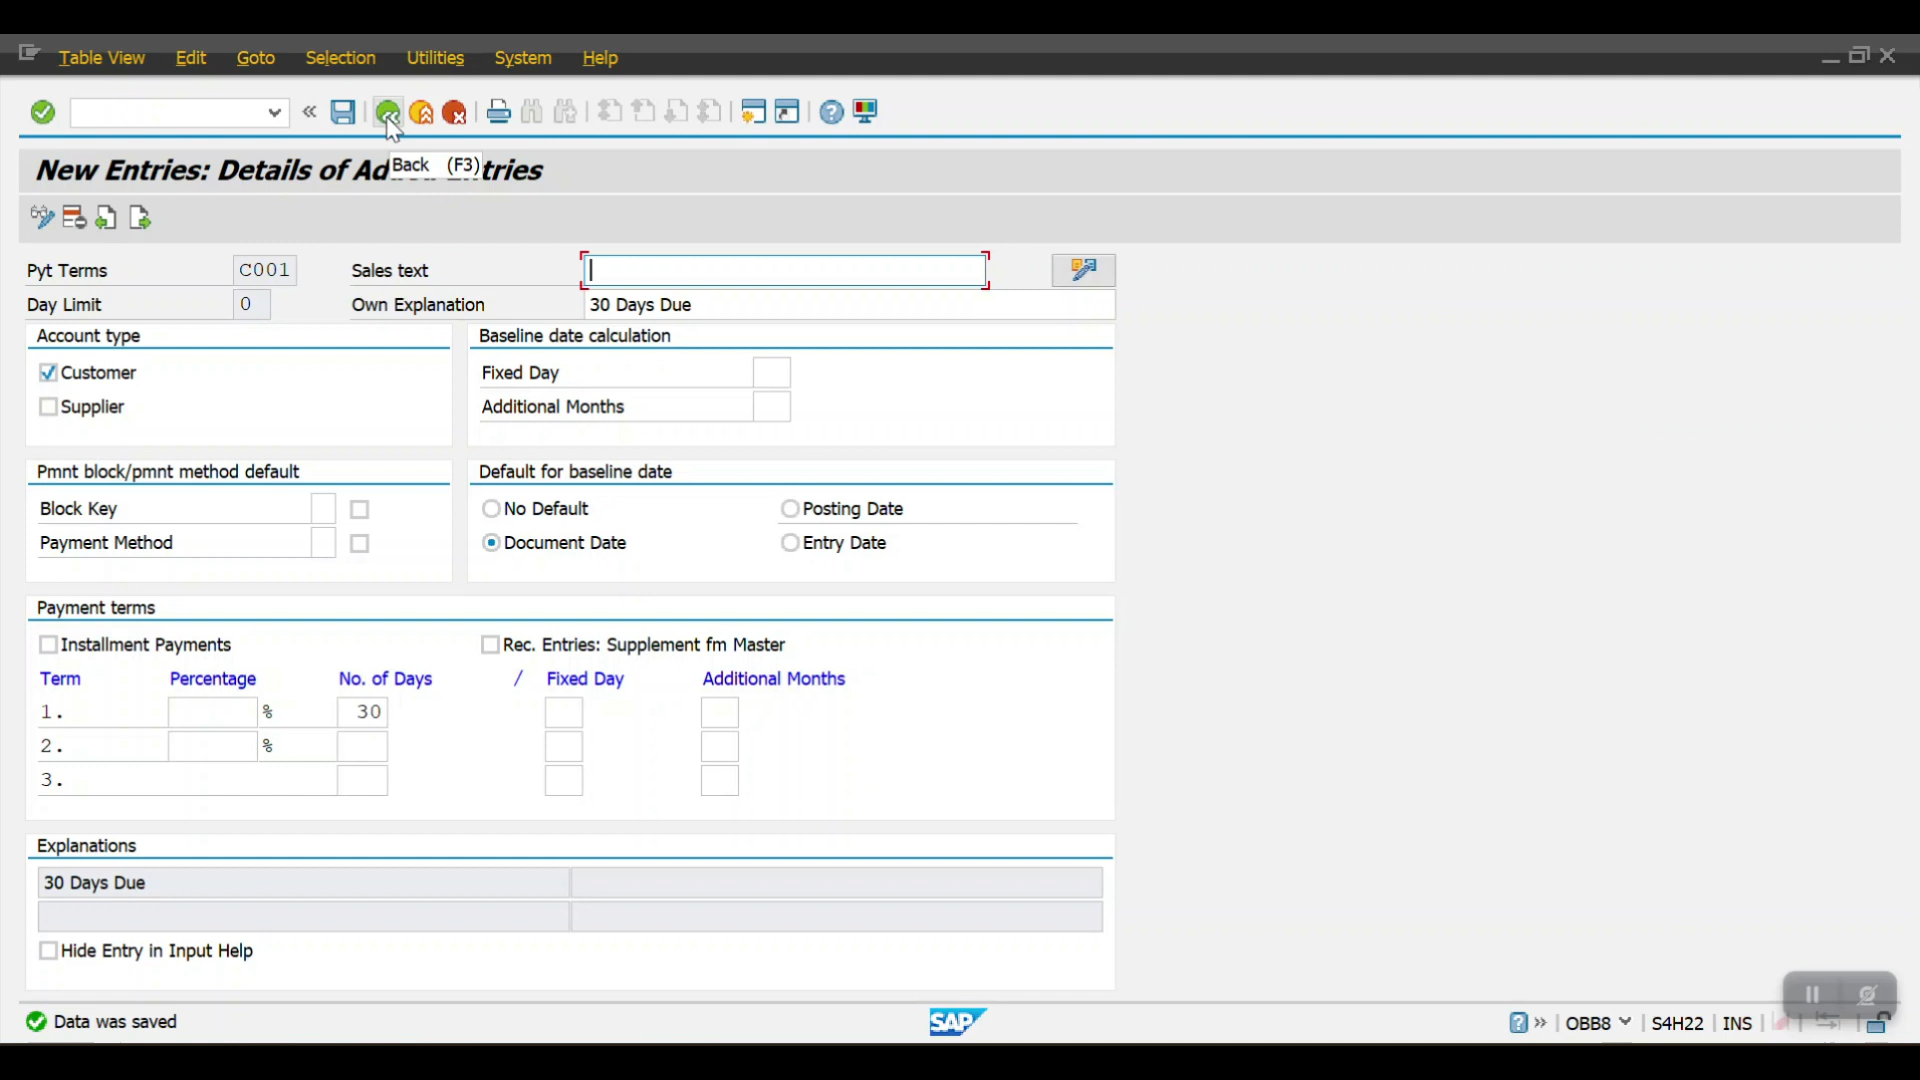 Table View Edit Goto Selection Utilities System Help
Back (F3)
New Entries: Details of Ad ntries
Pyt Terms C001 Sales text
Day Limit 0 Own Explanation 30 Days Due
Account type Baseline date calculation
Customer Fixed Day
Supplier Additional Months
Pmnt block/pmnt method default Default for baseline date
Block Key No Default Posting Date
Payment Method Document Date Entry Date
Payment terms
Installment Payments Rec. Entries: Supplement fm Master
Term Percentage No. of Days / Fixed Day Additional Months
1. % 30
2. %
3.
Explanations
30 Days Due
Hide Entry in Input Help
Data was saved SAP OBB8 S4H22 INS